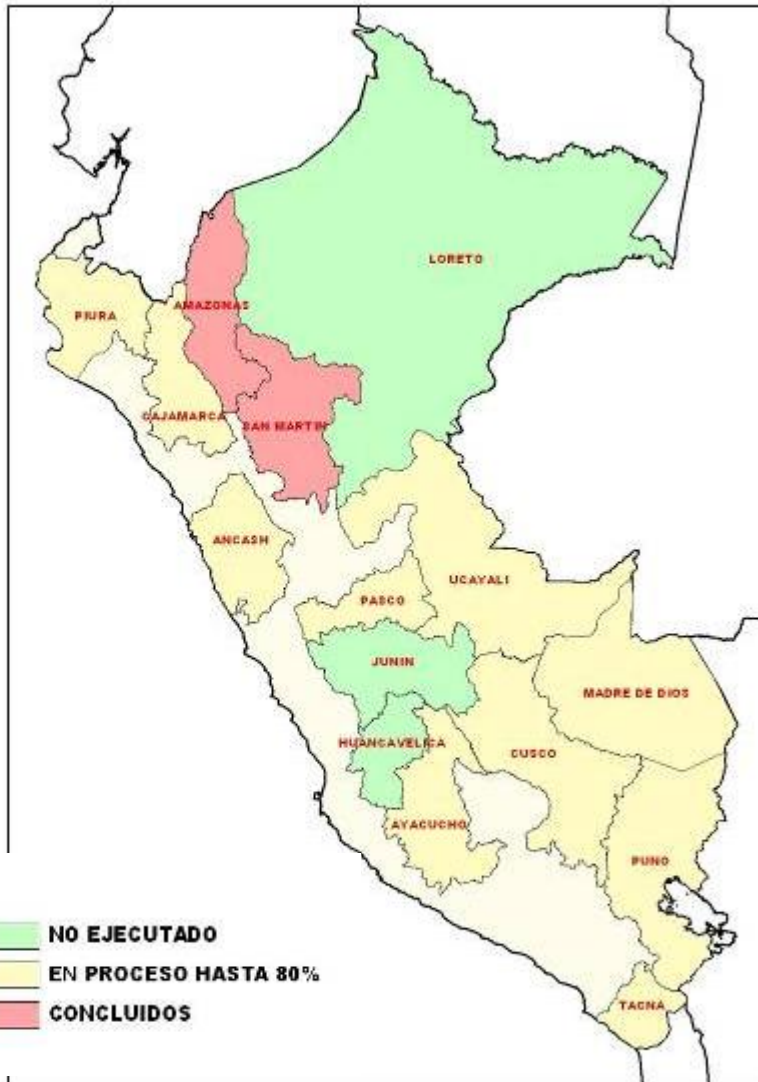 LORETO
AMAZONAS
PIURA
CAJAMARCA
SAN MARTIN
ANCASH
UCAYALI
PASCO
JUNIN
MADRE DE DIOS
HUANCAVELICA
CUSCO
AYACUCHO
PUNO
NO EJECUTADO
EN PROCESO HASTA 80%
TACNA
CONCLUIDOS